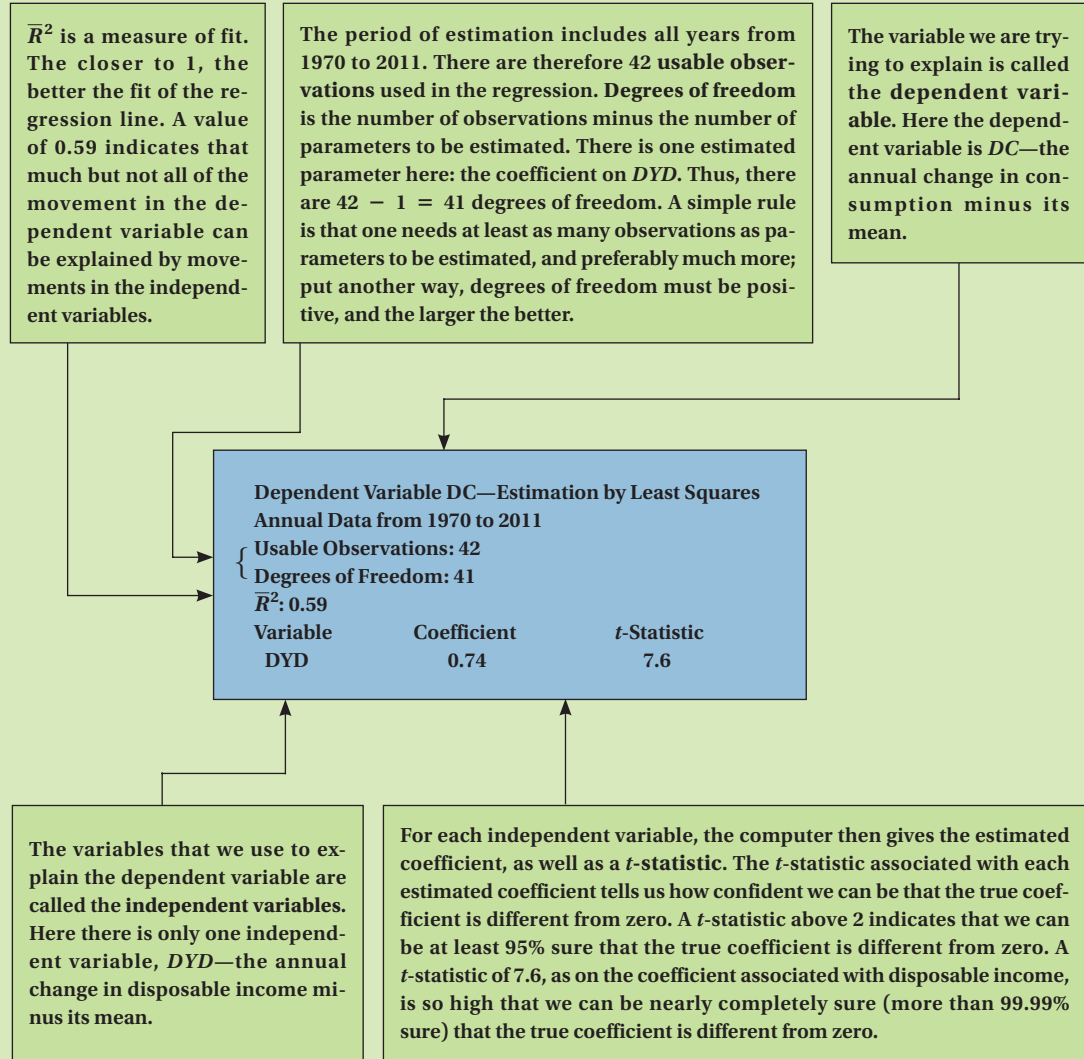 R̅² is a measure of fit.
The closer to 1, the
better the fit of the re-
gression line. A value
of 0.59 indicates that
much but not all of the
movement in the de-
pendent variable can
be explained by move-
ments in the independ-
ent variables.
The period of estimation includes all years from
1970 to 2011. There are therefore 42 usable obser-
vations used in the regression. Degrees of freedom
is the number of observations minus the number of
parameters to be estimated. There is one estimated
parameter here: the coefficient on DYD. Thus, there
are 42 − 1 = 41 degrees of freedom. A simple rule
is that one needs at least as many observations as pa-
rameters to be estimated, and preferably much more;
put another way, degrees of freedom must be posi-
tive, and the larger the better.
The variable we are try-
ing to explain is called
the dependent vari-
able. Here the depend-
ent variable is DC—the
annual change in con-
sumption minus its
mean.
Dependent Variable DC—Estimation by Least Squares
Annual Data from 1970 to 2011
{ Usable Observations: 42
Degrees of Freedom: 41
R̅²: 0.59
Variable Coefficient t-Statistic
DYD 0.74 7.6
The variables that we use to ex-
plain the dependent variable are
called the independent variables.
Here there is only one independ-
ent variable, DYD—the annual
change in disposable income mi-
nus its mean.
For each independent variable, the computer then gives the estimated
coefficient, as well as a t-statistic. The t-statistic associated with each
estimated coefficient tells us how confident we can be that the true coef-
ficient is different from zero. A t-statistic above 2 indicates that we can
be at least 95% sure that the true coefficient is different from zero. A
t-statistic of 7.6, as on the coefficient associated with disposable income,
is so high that we can be nearly completely sure (more than 99.99%
sure) that the true coefficient is different from zero.